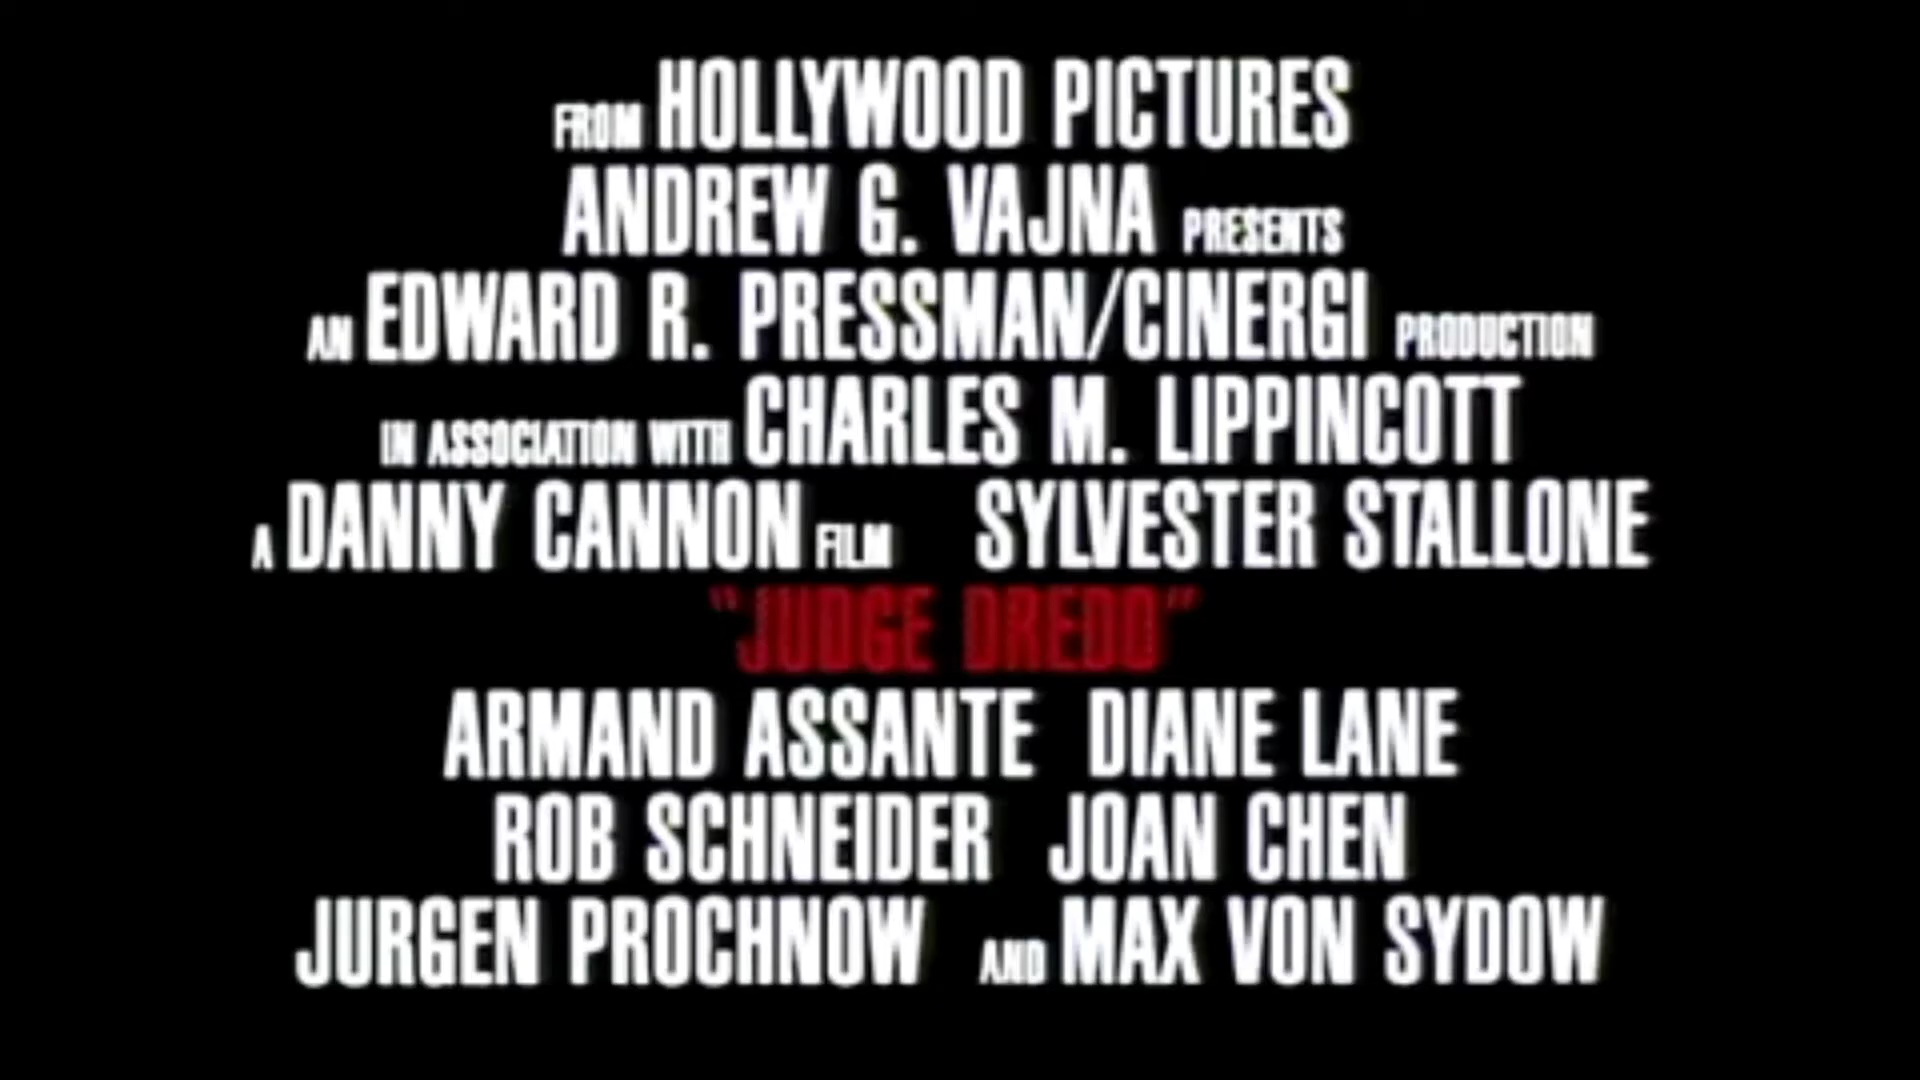 FROM HOLLYWOOD PICTURES
ANDREW G. VAJNA PRESENTS
AN EDWARD R. PRESSMAN/CINERGI PRODUCTION
IN ASSOCIATION WITH CHARLES M. LIPPINCOTT
A DANNY CANNON FILM SYLVESTER STALLONE
"JUDGE DREDD"
ARMAND ASSANTE DIANE LANE
ROB SCHNEIDER JOAN CHEN
JURGEN PROCHNOW AND MAX VON SYDOW